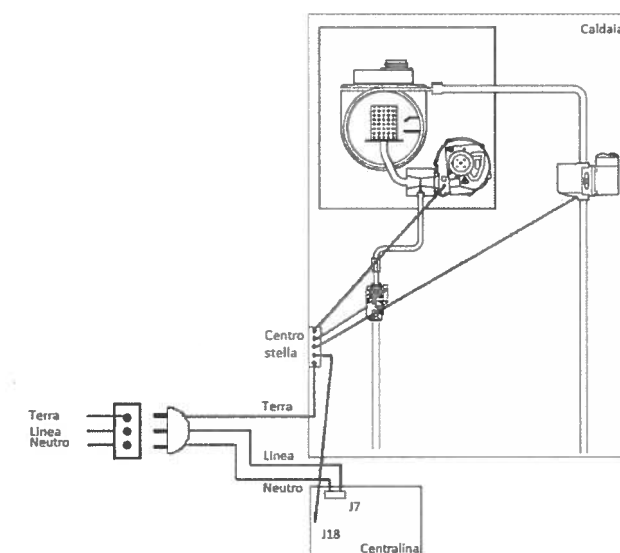 Caldaia
Centro
stella
Terra
Terra
Linea
Neutro
Linea
Neutro
J7
J18
Centralina